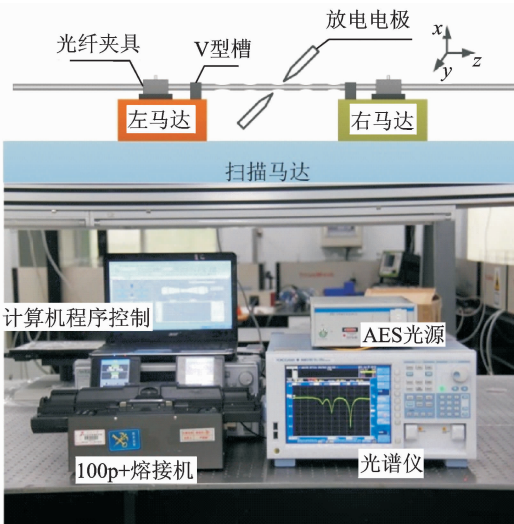 放电电极
x
光纤夹具
V型槽
y
z
左马达
右马达
扫描马达
计算机程序控制
AES光源
100p+熔接机
光谱仪